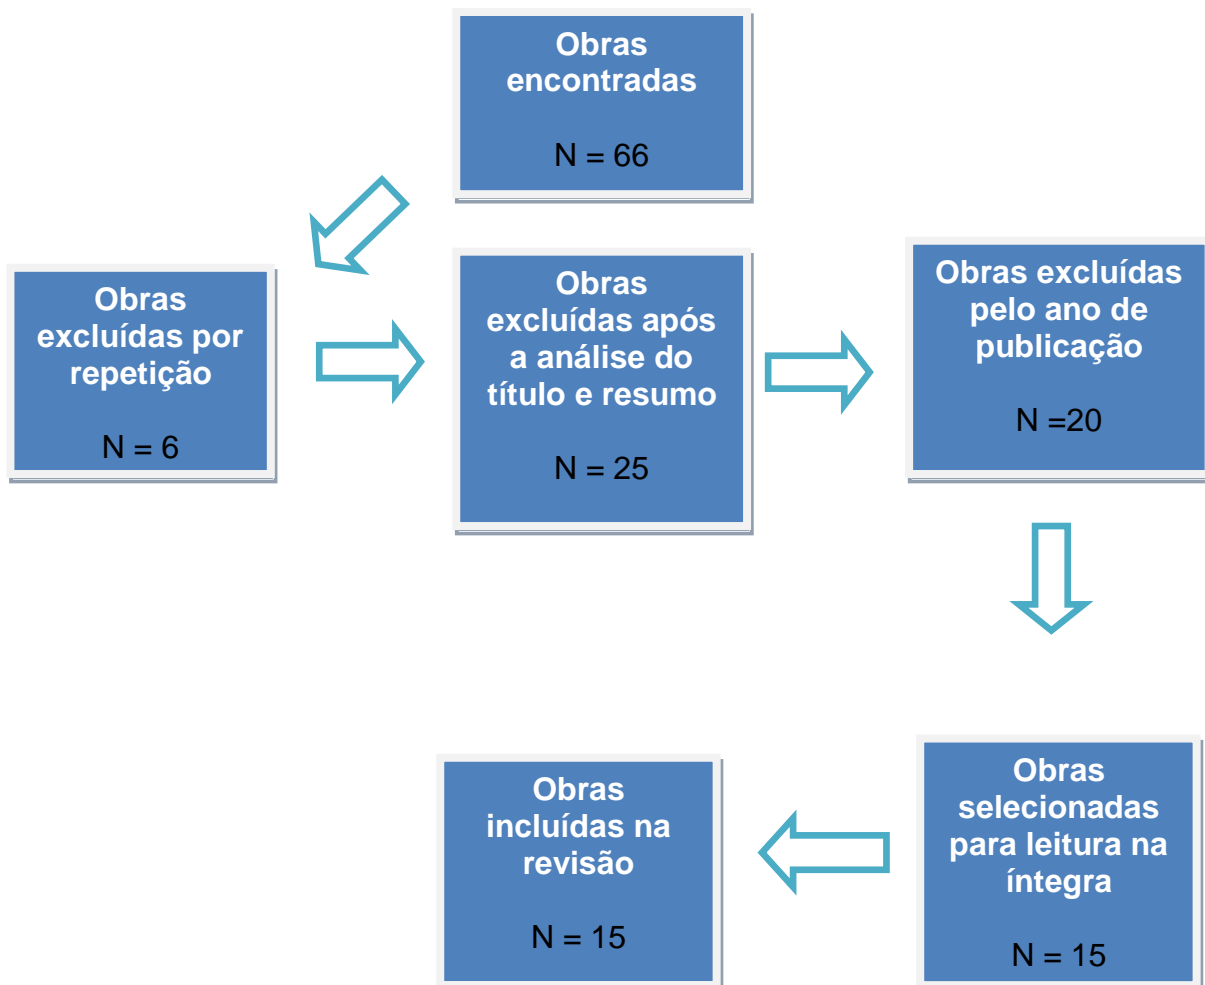 Obras
encontradas
N = 66
Obras
excluídas por
repetição
N = 6
Obras
excluídas após
a análise do
título e resumo
N = 25
Obras excluídas
pelo ano de
publicação
N =20
Obras
selecionadas
para leitura na
íntegra
N = 15
Obras
incluídas na
revisão
N = 15